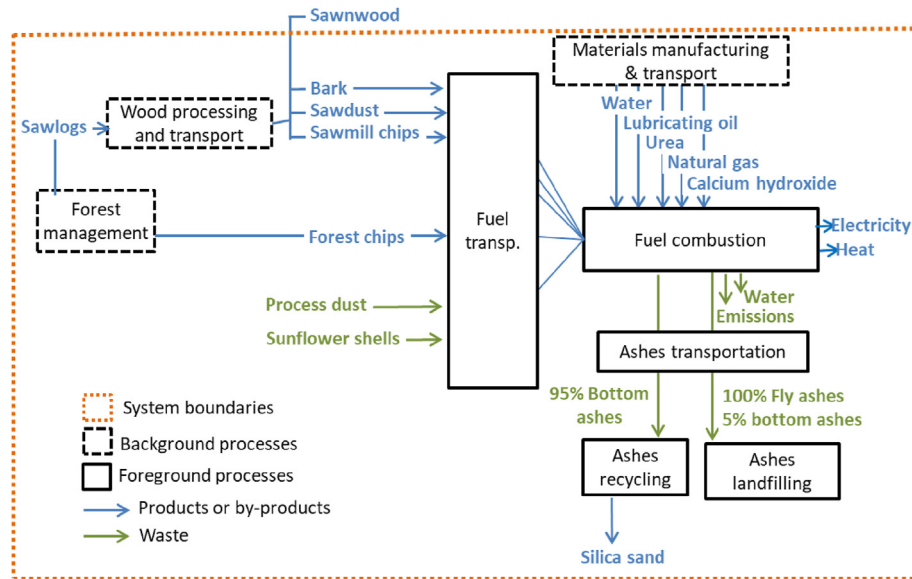 Sawnwood
Materials manufacturing
& transport
Bark
Sawdust
Sawmill chips
Wood processing
and transport
Sawlogs
Water
Lubricating oil
Urea
Natural gas
Calcium hydroxide
Forest
management
Forest chips
Fuel
transp.
Fuel combustion
Electricity
Heat
Process dust
Sunflower shells
Water
Emissions
Ashes transportation
95% Bottom
ashes
100% Fly ashes
5% bottom ashes
Ashes
recycling
Ashes
landfilling
Silica sand
System boundaries
Background processes
Foreground processes
Products or by-products
Waste